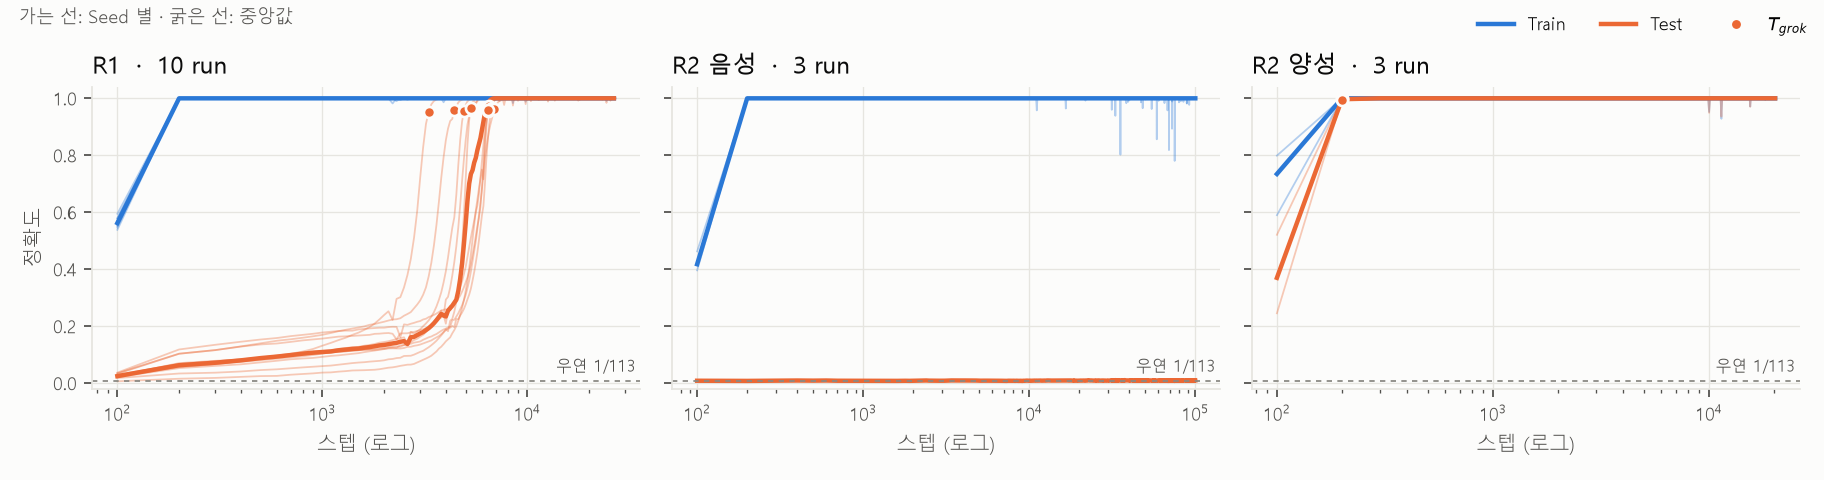 가는 선: Seed 별 · 굵은 선: 중앙값
Train Test T_grok
R1 · 10 run
R2 음성 · 3 run
R2 양성 · 3 run
정확도
1.0
0.8
0.6
0.4
0.2
0.0
우연 1/113
우연 1/113
우연 1/113
10² 10³ 10⁴
10² 10³ 10⁴ 10⁵
10² 10³ 10⁴
스텝 (로그)
스텝 (로그)
스텝 (로그)